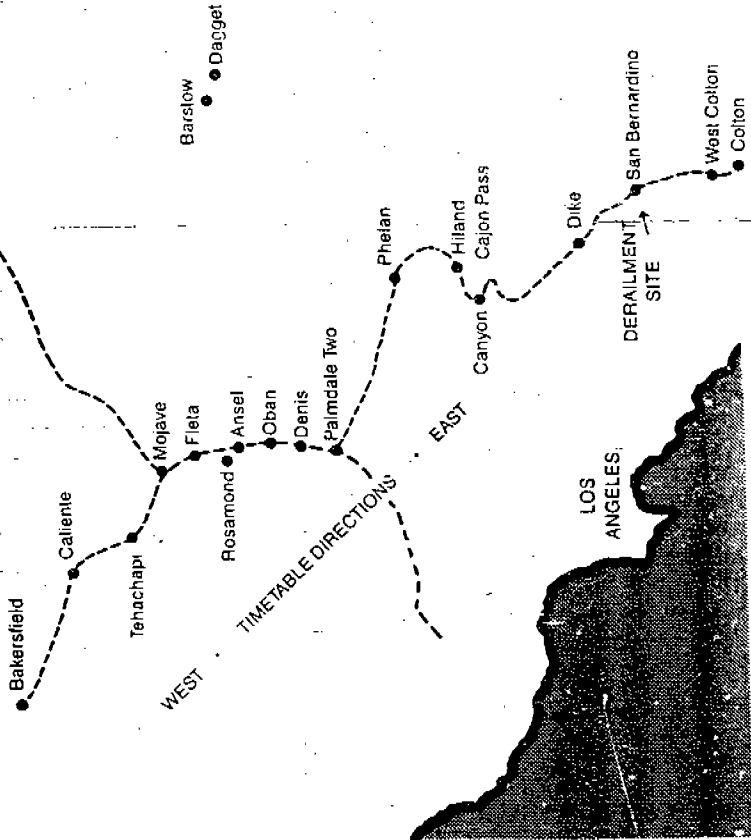 Bakersfield
Caliente
Tehachapi
Mojave
Fleta
Rosamond
Ansel
Oban
Denis
Palmdale Two
Barstow
Dagget
Phelan
Hiland
Cajon Pass
Canyon
Dike
San Bernardino
DERAILMENT
SITE
West Colton
Colton
WEST
TIMETABLE DIRECTIONS
EAST
LOS
ANGELES